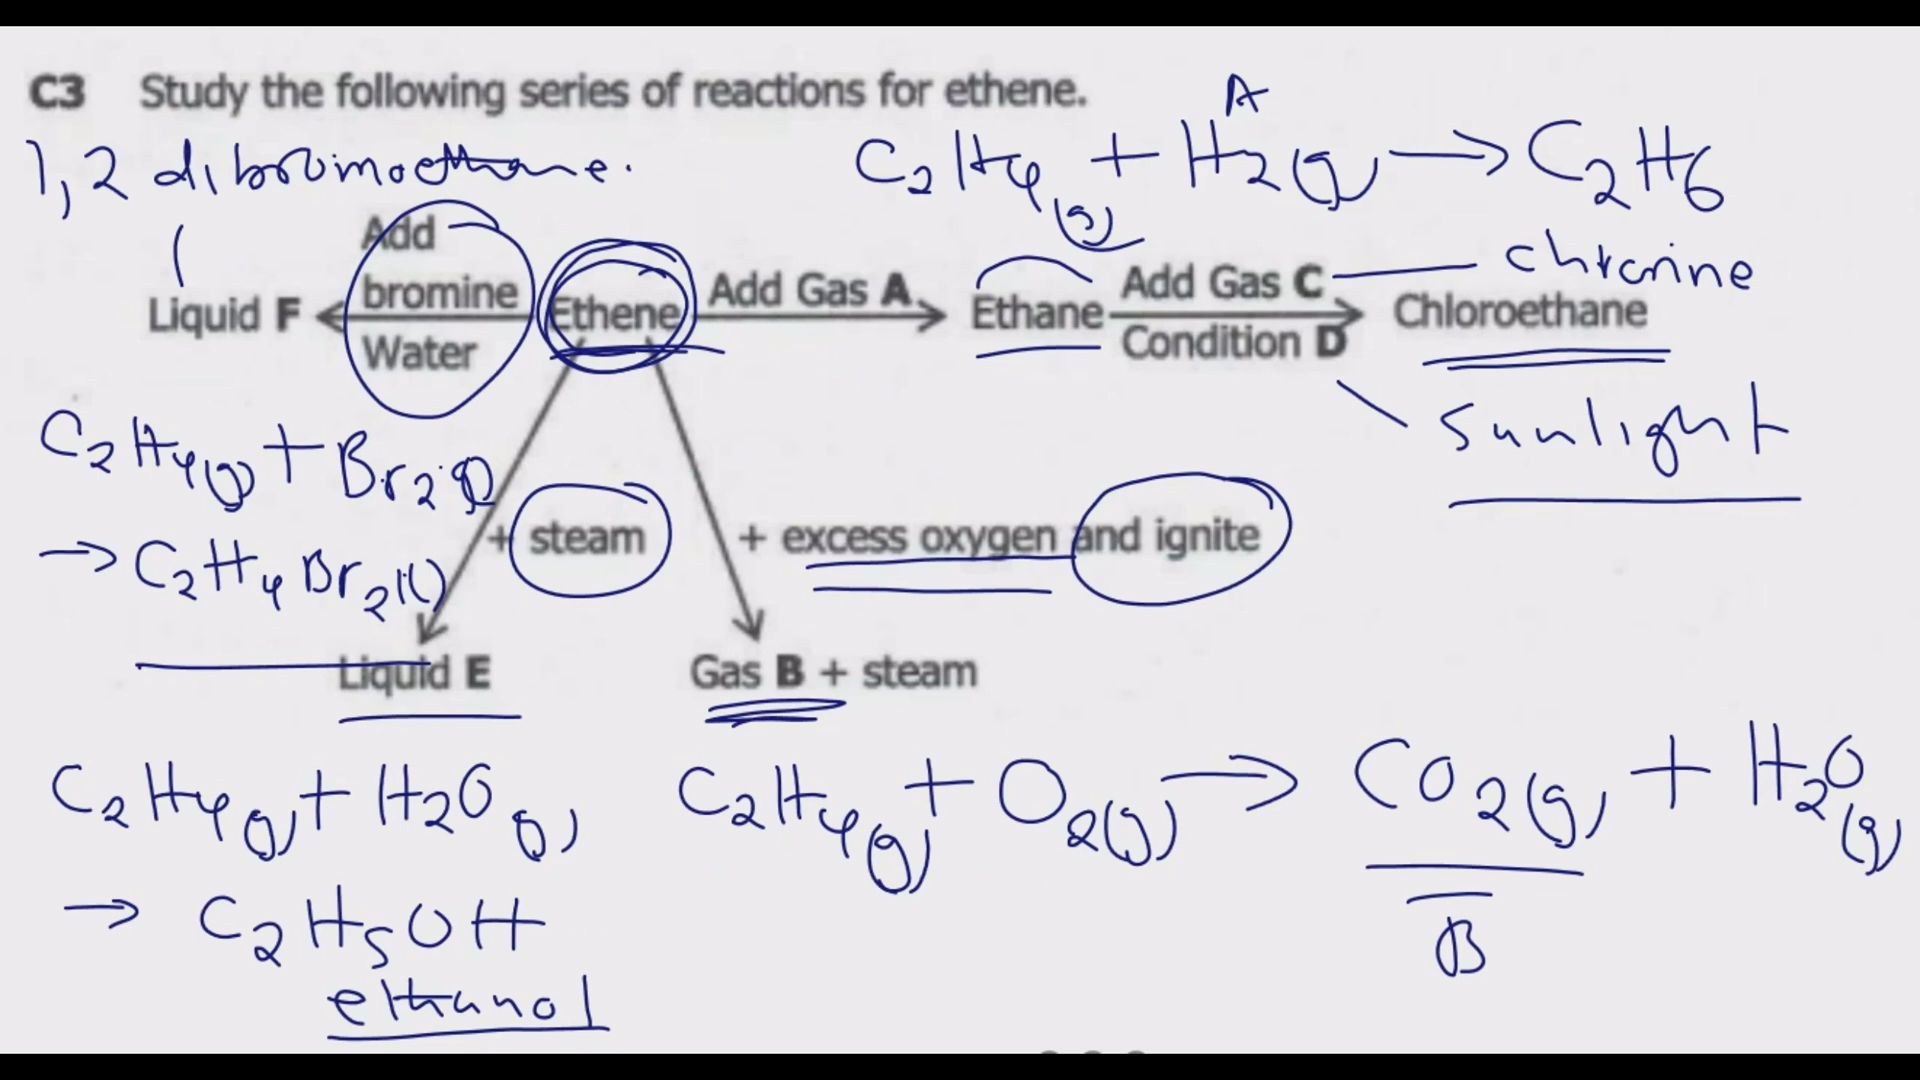 C3 Study the following series of reactions for ethene.
A
1,2 dibromoethane.
C2H4(g) + H2(g) → C2H6
Add
bromine
Water
Liquid F
Ethene
Add Gas A
Ethane
Add Gas C
Condition D
chlorine
Chloroethane
sunlight
C2H4(g) + Br2(l)
→ C2H4Br2(l)
+ steam
+ excess oxygen and ignite
Liquid E
Gas B + steam
C2H4(g) + H2O(g)
→ C2H5OH
ethanol
C2H4(g) + O2(g) → CO2(g) + H2O(g)
B